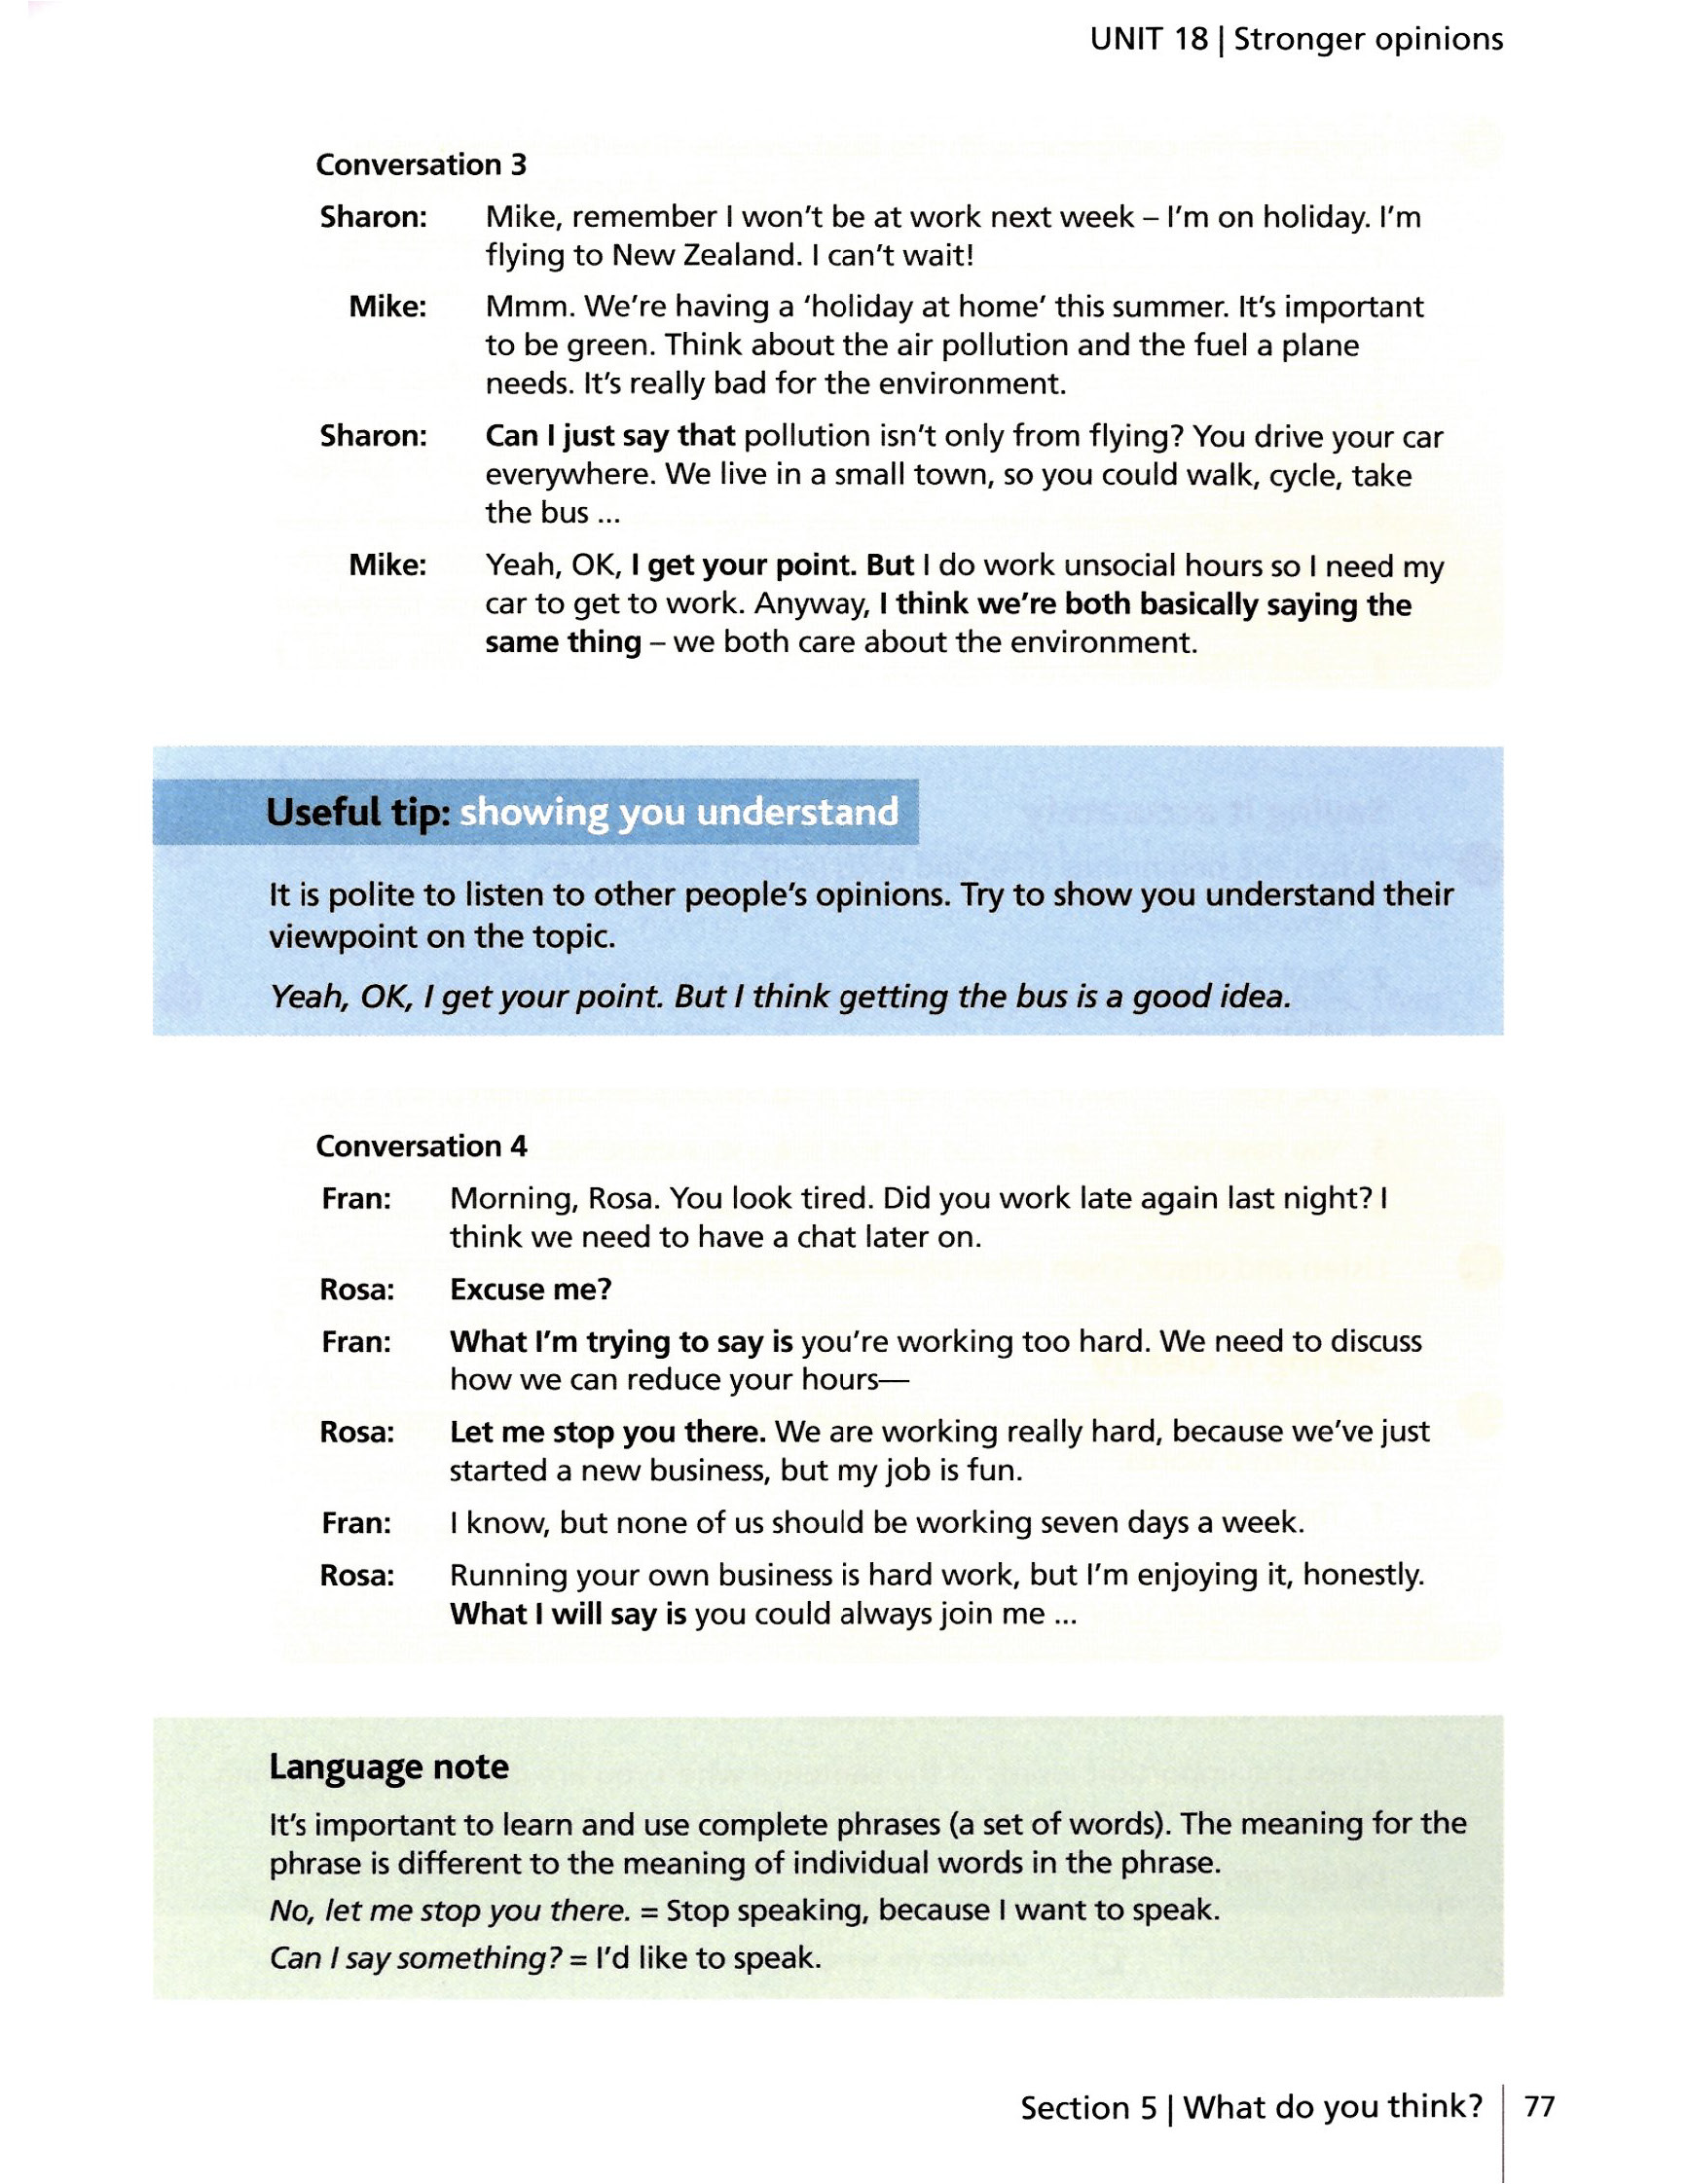 UNIT 18 | Stronger opinions
Conversation 3
Sharon: Mike, remember I won't be at work next week – I'm on holiday. I'm
flying to New Zealand. I can't wait!
Mike: Mmm. We're having a 'holiday at home' this summer. It's important
to be green. Think about the air pollution and the fuel a plane
needs. It's really bad for the environment.
Sharon: Can I just say that pollution isn't only from flying? You drive your car
everywhere. We live in a small town, so you could walk, cycle, take
the bus ...
Mike: Yeah, OK, I get your point. But I do work unsocial hours so I need my
car to get to work. Anyway, I think we're both basically saying the
same thing – we both care about the environment.
Useful tip: showing you understand
It is polite to listen to other people's opinions. Try to show you understand their
viewpoint on the topic.
Yeah, OK, I get your point. But I think getting the bus is a good idea.
Conversation 4
Fran: Morning, Rosa. You look tired. Did you work late again last night? I
think we need to have a chat later on.
Rosa: Excuse me?
Fran: What I'm trying to say is you're working too hard. We need to discuss
how we can reduce your hours—
Rosa: Let me stop you there. We are working really hard, because we've just
started a new business, but my job is fun.
Fran: I know, but none of us should be working seven days a week.
Rosa: Running your own business is hard work, but I'm enjoying it, honestly.
What I will say is you could always join me ...
Language note
It's important to learn and use complete phrases (a set of words). The meaning for the
phrase is different to the meaning of individual words in the phrase.
No, let me stop you there. = Stop speaking, because I want to speak.
Can I say something? = I'd like to speak.
Section 5 | What do you think? 77